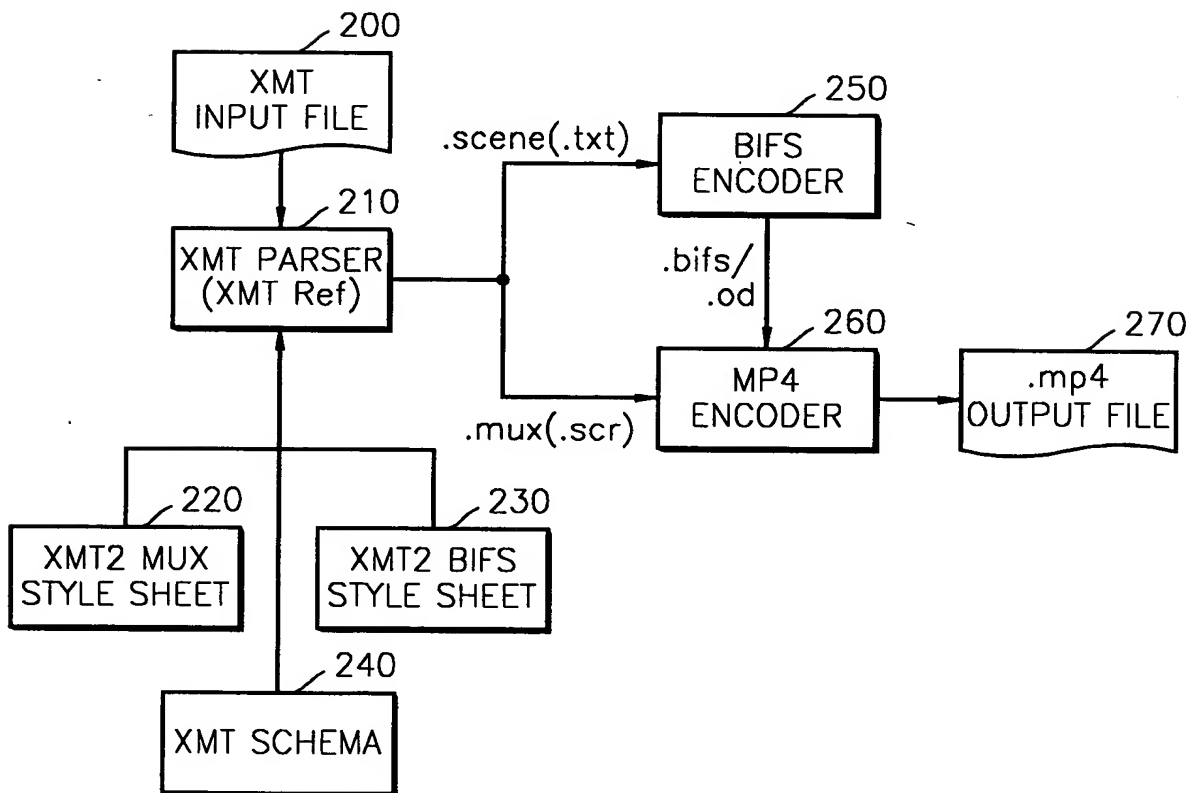 200
XMT
INPUT FILE
210
XMT PARSER
(XMT Ref)
.scene(.txt)
250
BIFS
ENCODER
.bifs/
.od
260
MP4
ENCODER
.mux(.scr)
270
.mp4
OUTPUT FILE
220
XMT2 MUX
STYLE SHEET
230
XMT2 BIFS
STYLE SHEET
240
XMT SCHEMA